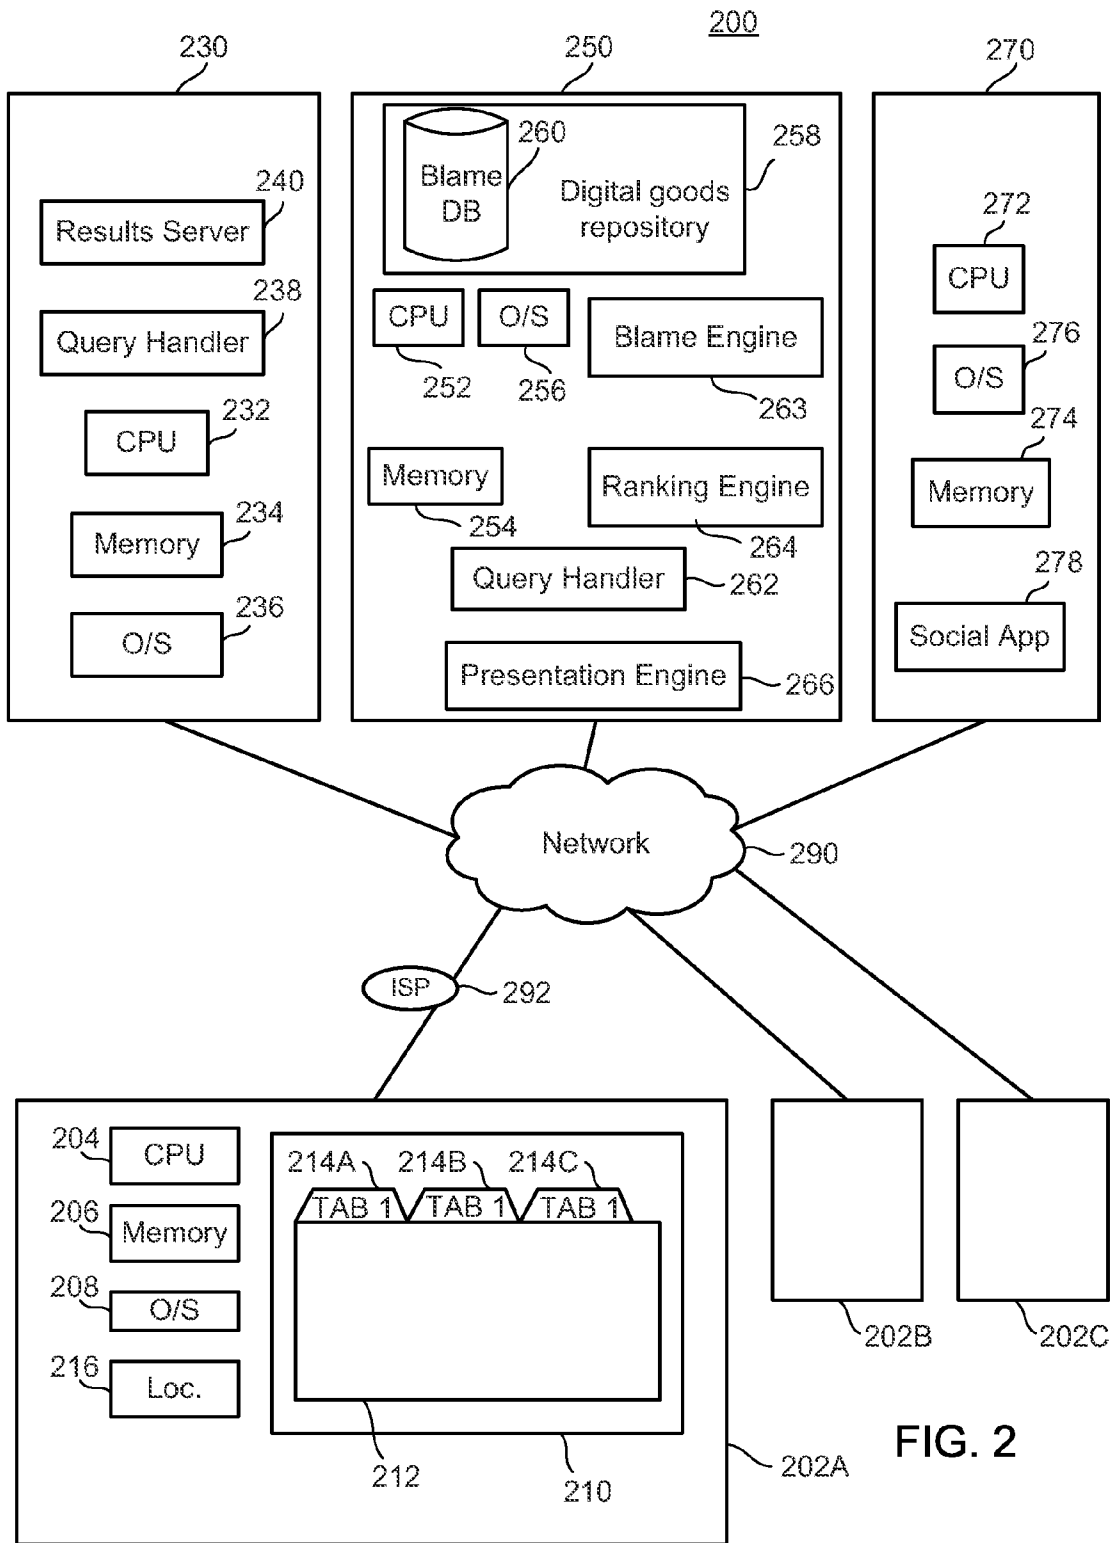 200
230
250
270
260
258
Blame
DB
Digital goods
repository
240
Results Server
272
CPU
238
Query Handler
CPU
O/S
Blame Engine
252
256
263
276
O/S
232
CPU
274
Memory
Memory
Ranking Engine
254
264
234
Memory
Query Handler
262
278
Social App
236
O/S
Presentation Engine
266
Network
290
ISP
292
204
CPU
214A
214B
214C
TAB 1
TAB 1
TAB 1
206
Memory
208
O/S
216
Loc.
202B
202C
212
210
202A
FIG. 2